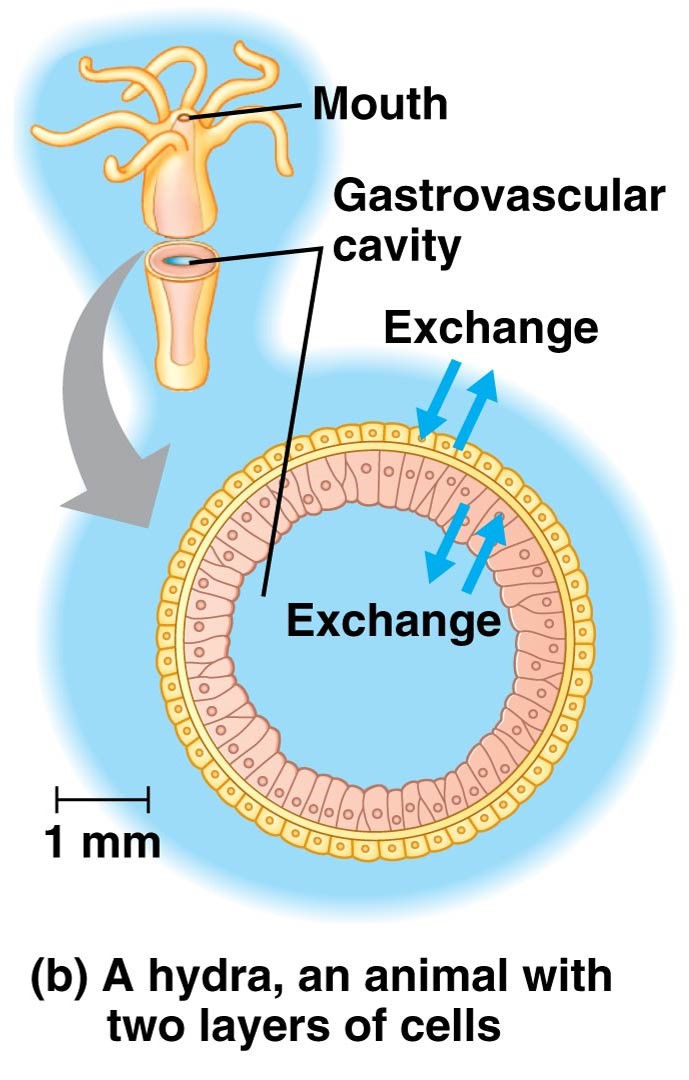 Mouth
Gastrovascular
cavity
Exchange
Exchange
1 mm
(b) A hydra, an animal with
two layers of cells